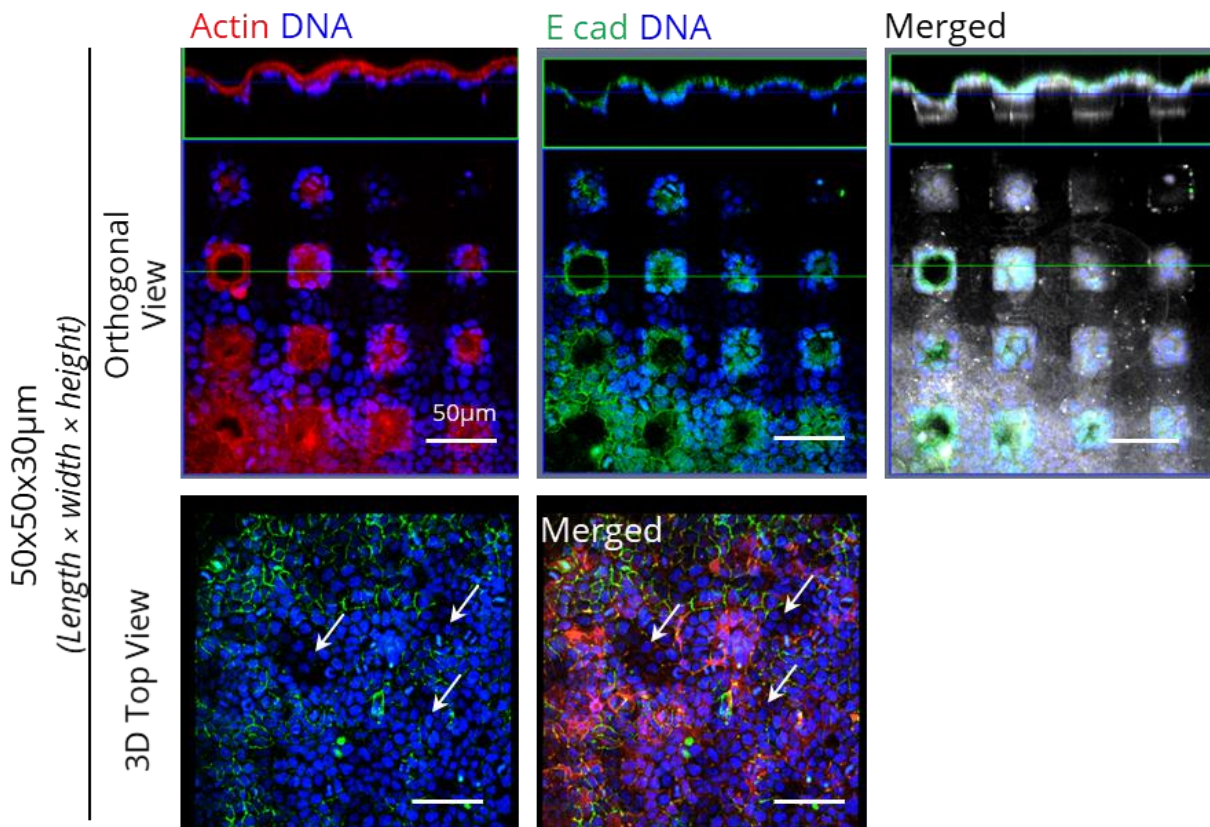 Actin DNA
E cad DNA
Merged
50x50x30µm
(Length × width × height)
Orthogonal
View
50µm
3D Top View
Merged